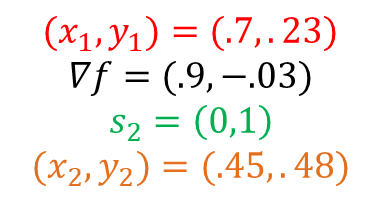 (x₁,y₁) = (.7,.23)
∇f = (.9,−.03)
s₂ = (0,1)
(x₂,y₂) = (.45,.48)